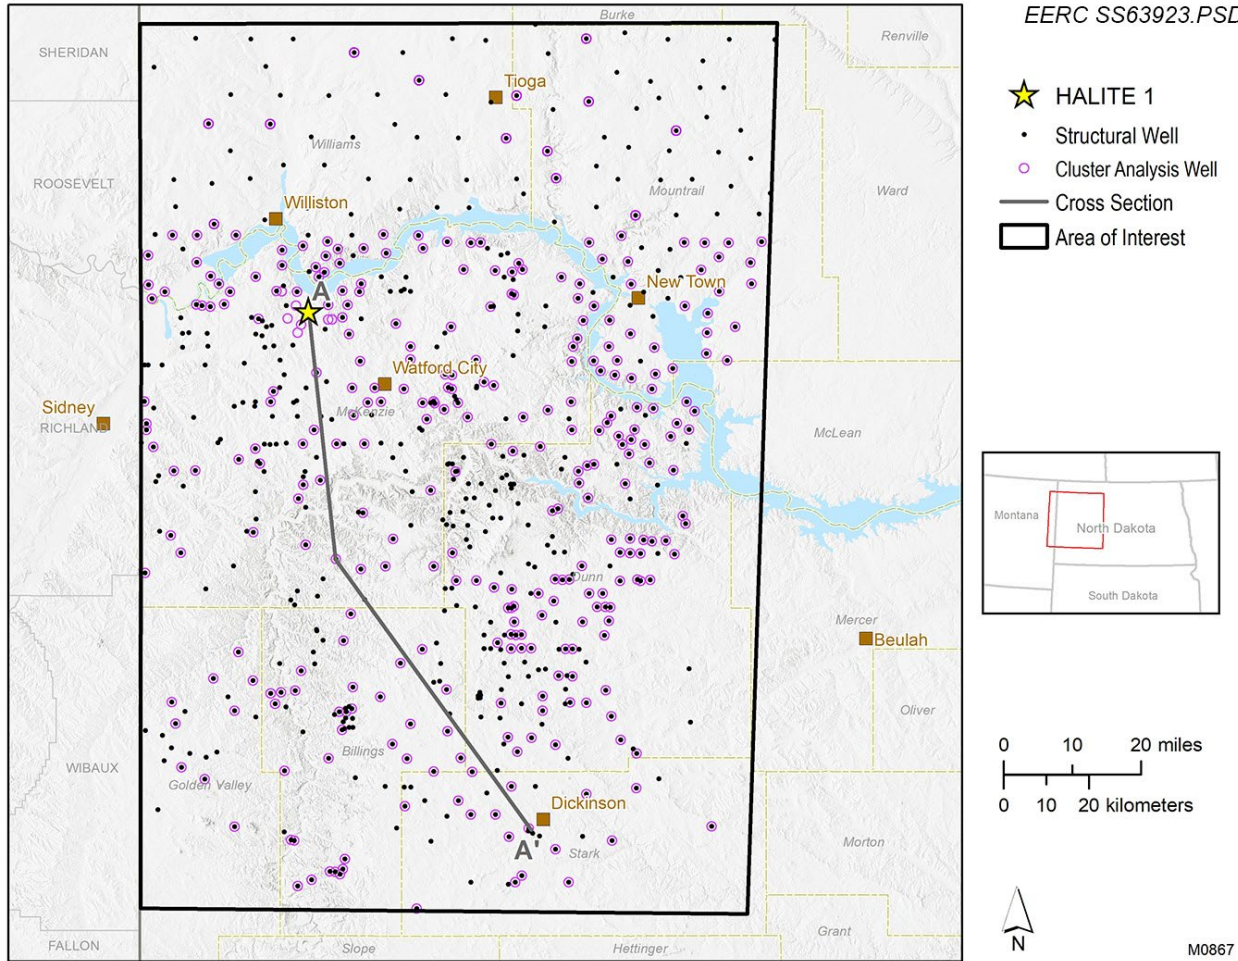 EERC SS63923.PSD
HALITE 1
Structural Well
Cluster Analysis Well
Cross Section
Area of Interest
Burke
Renville
SHERIDAN
Tioga
Williams
ROOSEVELT
Mountrail
Ward
Williston
A
New Town
Watford City
Sidney
RICHLAND
McKenzie
McLean
Montana
North Dakota
South Dakota
Dunn
Mercer
Beulah
Oliver
Billings
WIBAUX
Golden Valley
0 10 20 miles
0 10 20 kilometers
Dickinson
A'
Stark
Morton
Grant
FALLON
Slope
Hettinger
N
M0867